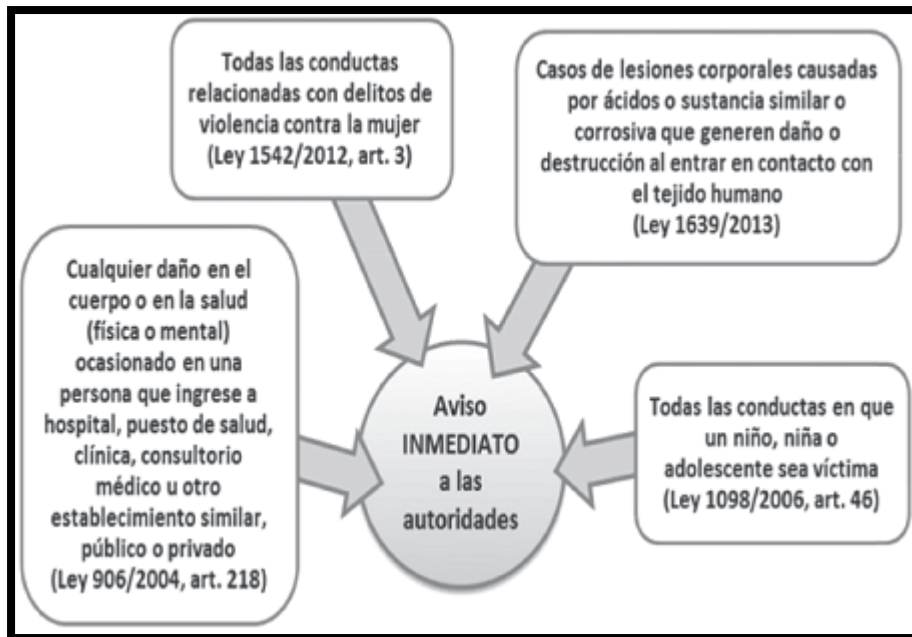 Todas las conductas
relacionadas con delitos de
violencia contra la mujer
(Ley 1542/2012, art. 3)
Casos de lesiones corporales causadas
por ácidos o sustancia similar o
corrosiva que generen daño o
destrucción al entrar en contacto con
el tejido humano
(Ley 1639/2013)
Cualquier daño en el
cuerpo o en la salud
(física o mental)
ocasionado en una
persona que ingrese a
hospital, puesto de salud,
clínica, consultorio
médico u otro
establecimiento similar,
público o privado
(Ley 906/2004, art. 218)
Aviso
INMEDIATO
a las
autoridades
Todas las conductas en que
un niño, niña o
adolescente sea víctima
(Ley 1098/2006, art. 46)